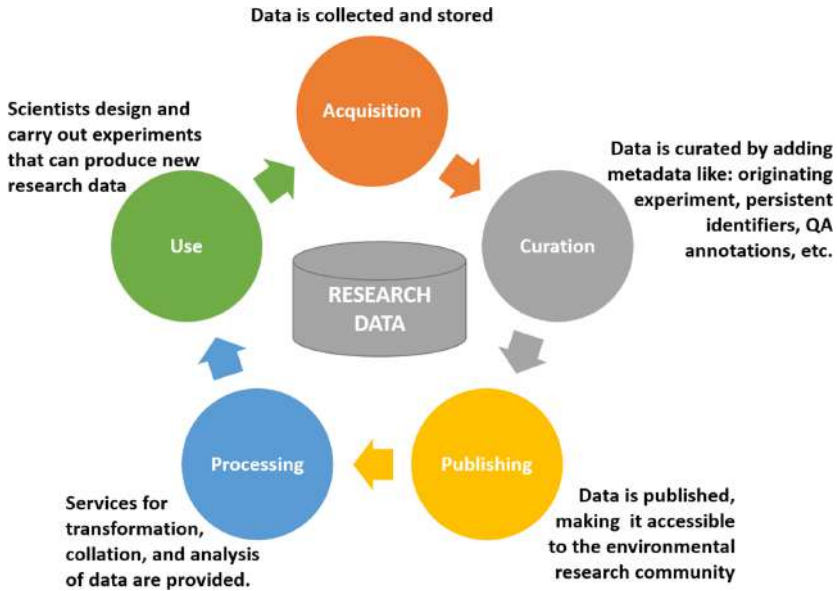 Data is collected and stored
Acquisition
Scientists design and
carry out experiments
that can produce new
research data
Data is curated by adding
metadata like: originating
experiment, persistent
identifiers, QA
annotations, etc.
Use
Curation
RESEARCH
DATA
Processing
Publishing
Services for
transformation,
collation, and analysis
of data are provided.
Data is published,
making it accessible
to the environmental
research community